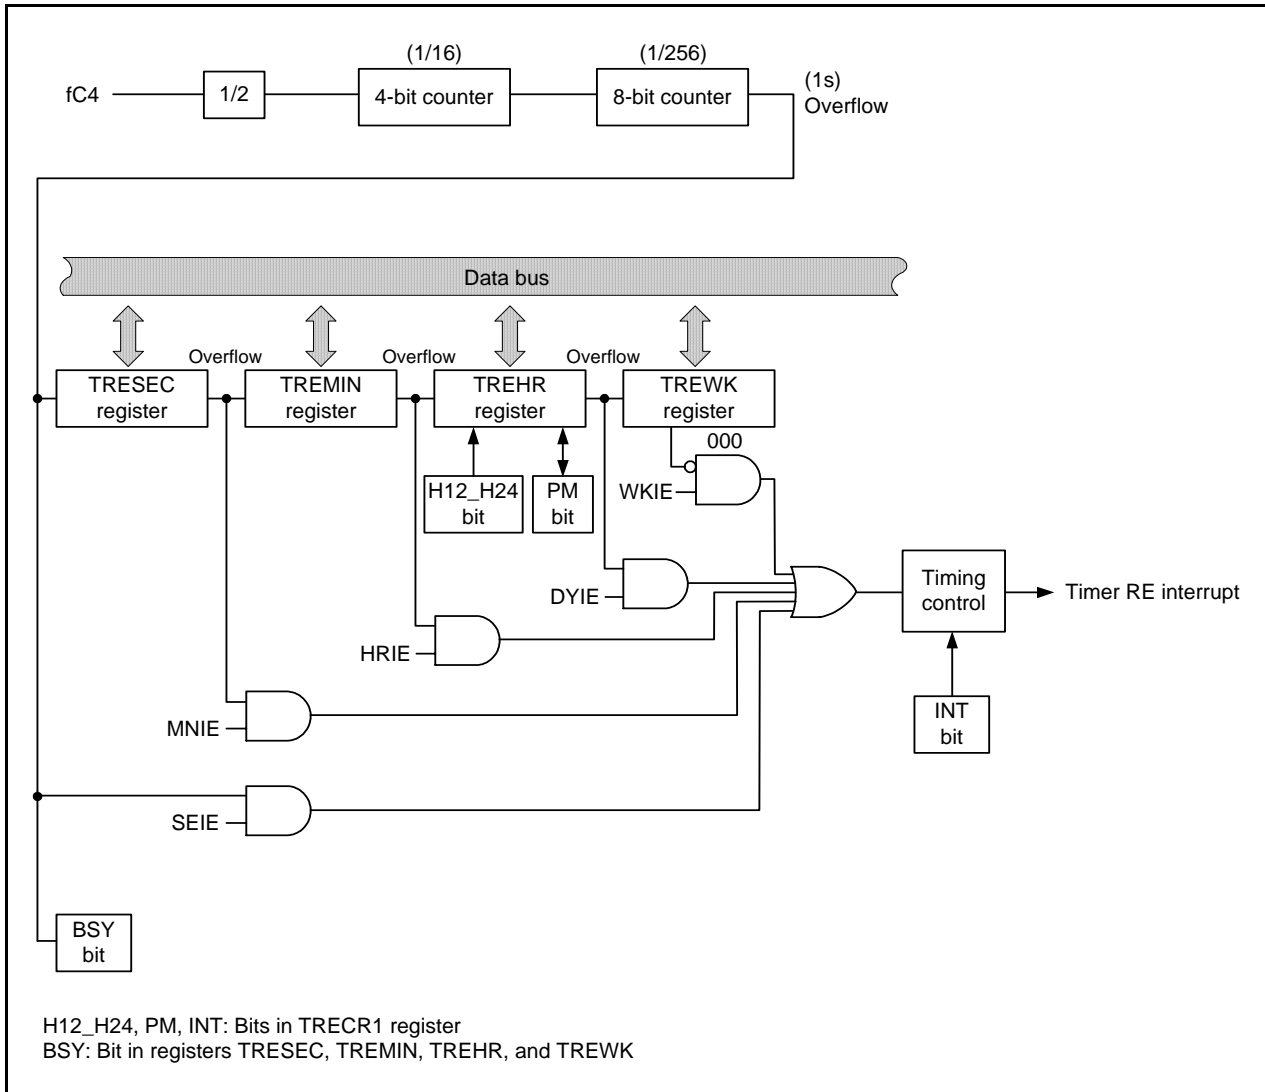 (1/16)
(1/256)
fC4
1/2
4-bit counter
8-bit counter
(1s)
Overflow
Data bus
Overflow
Overflow
Overflow
TRESEC
register
TREMIN
register
TREHR
register
TREWK
register
000
H12_H24
bit
PM
bit
WKIE
DYIE
Timing
control
Timer RE interrupt
HRIE
INT
bit
MNIE
SEIE
BSY
bit
H12_H24, PM, INT: Bits in TRECR1 register
BSY: Bit in registers TRESEC, TREMIN, TREHR, and TREWK